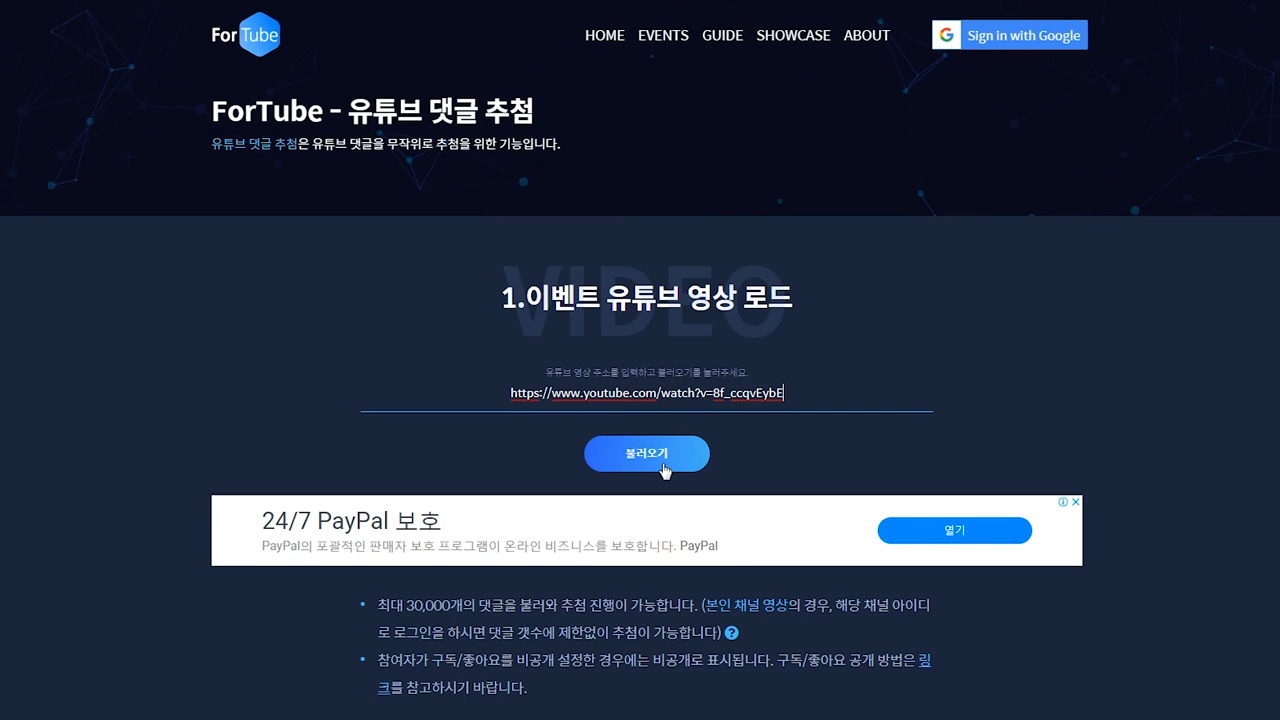 ForTube
HOME EVENTS GUIDE SHOWCASE ABOUT
Sign in with Google
ForTube - 유튜브 댓글 추첨
유튜브 댓글 추첨은 유튜브 댓글을 무작위로 추첨을 위한 기능입니다.
VIDEO
1.이벤트 유튜브 영상 로드
유튜브 영상 주소를 입력하고 불러오기를 눌러주세요.
https://www.youtube.com/watch?v=8f_ccqvEybE
불러오기
24/7 PayPal 보호
PayPal의 포괄적인 판매자 보호 프로그램이 온라인 비즈니스를 보호합니다. PayPal
열기
최대 30,000개의 댓글을 불러와 추첨 진행이 가능합니다. (본인 채널 영상의 경우, 해당 채널 아이디
로 로그인을 하시면 댓글 갯수에 제한없이 추첨이 가능합니다)
참여자가 구독/좋아요를 비공개 설정한 경우에는 비공개로 표시됩니다. 구독/좋아요 공개 방법은 링
크를 참고하시기 바랍니다.